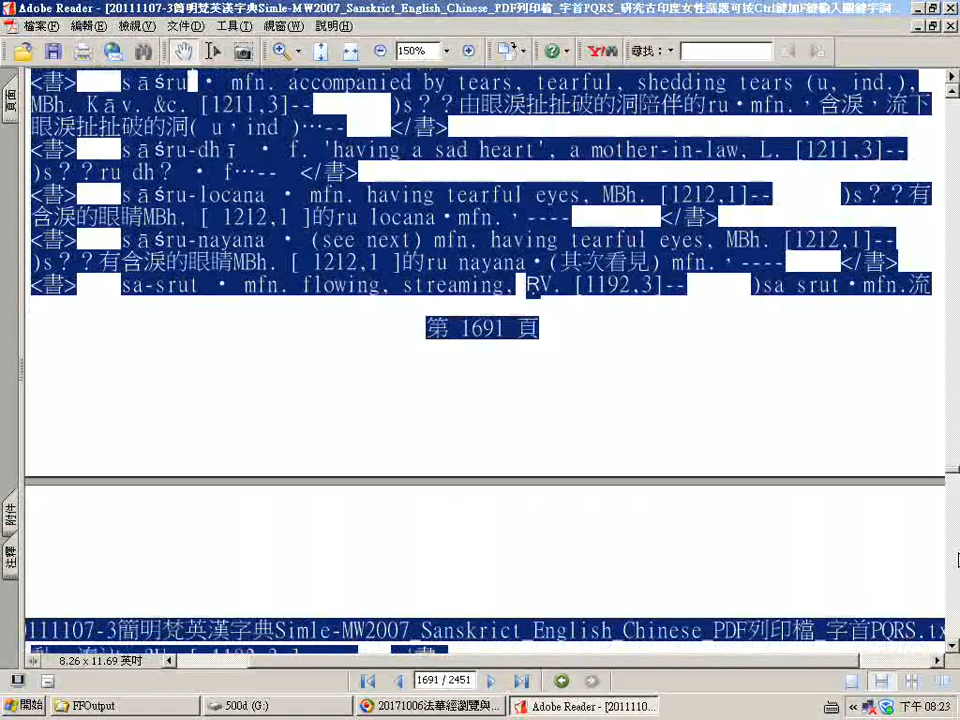 Adobe Reader - [20111107-3簡明梵英漢字典Simle-MW2007_Sanskrict_English_Chinese_PDF列印檔_字首PQRS_研究古印度女性議題可按Ctrl鍵加F鍵輸入關鍵字詞...
檔案(F) 編輯(E) 檢視(V) 文件(D) 工具(T) 視窗(W) 說明(H)
150% Y! 尋找:
頁面
<書> sāśru • mfn. accompanied by tears, tearful, shedding tears (u, ind.),
MBh. Kāv. &c. [1211,3]-- )s??由眼淚扯扯破的洞陪伴的ru•mfn.,含淚,流下
眼淚扯扯破的洞( u,ind )…-- </書>
<書> sāśru-dhī • f. 'having a sad heart', a mother-in-law, L. [1211,3]--
)s??ru dh? • f…-- </書>
<書> sāśru-locana • mfn. having tearful eyes, MBh. [1212,1]-- )s??有
含淚的眼睛MBh. [ 1212,1 ]的ru locana•mfn.,---- </書>
<書> sāśru-nayana • (see next) mfn. having tearful eyes, MBh. [1212,1]--
)s??有含淚的眼睛MBh. [ 1212,1 ]的ru nayana•(其次看見) mfn.,---- </書>
<書> sa-srut • mfn. flowing, streaming, ṚV. [1192,3]-- )sa srut•mfn.流
第 1691 頁
附件
注釋
111107-3簡明梵英漢字典Simle-MW2007_Sanskrict_English_Chinese_PDF列印檔_字首PQRS.tx
8.26 x 11.69 英吋
1691 / 2451
開始 FFOutput 500d (G:) 20171006法華經瀏覽與... Adobe Reader - [2011110... 下午 08:23